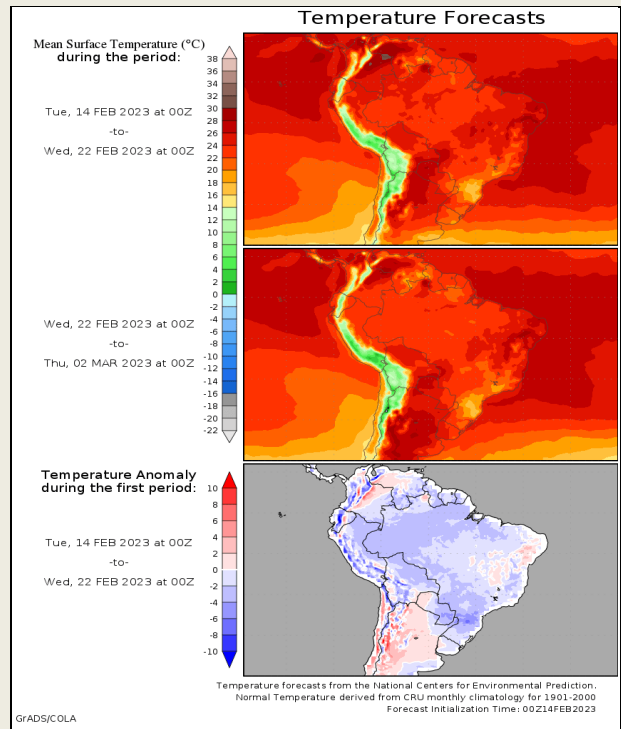 Temperature Forecasts
Mean Surface Temperature (°C)
during the period:
Tue, 14 FEB 2023 at 00Z
-to-
Wed, 22 FEB 2023 at 00Z
38
36
34
32
30
28
26
24
22
20
18
16
14
12
10
8
6
4
2
0
-2
-4
-6
-8
-10
-12
-14
-16
-18
-20
-22
Wed, 22 FEB 2023 at 00Z
-to-
Thu, 02 MAR 2023 at 00Z
Temperature Anomaly
during the first period:
Tue, 14 FEB 2023 at 00Z
-to-
Wed, 22 FEB 2023 at 00Z
10
8
6
4
2
0
-2
-4
-6
-8
-10
Temperature forecasts from the National Centers for Environmental Prediction.
Normal Temperature derived from CRU monthly climatology for 1901-2000
Forecast Initialization Time: 00Z14FEB2023
GrADS/COLA